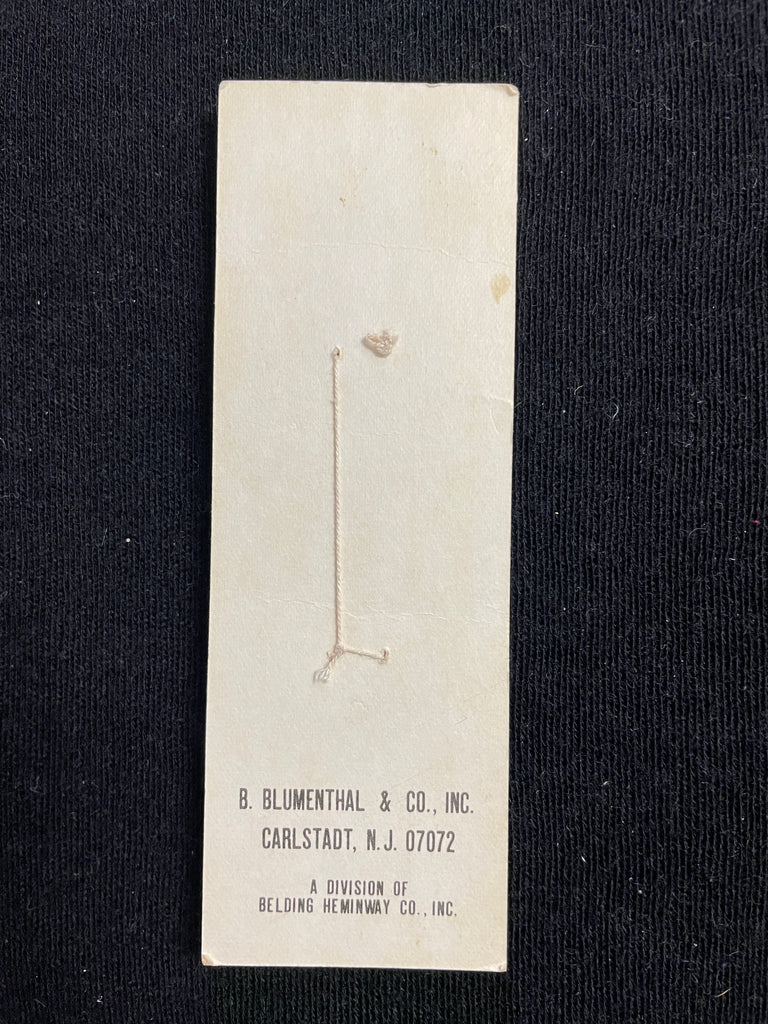 B. BLUMENTHAL & CO., INC.
CARLSTADT, N.J. 07072
A DIVISION OF
BELDING HEMINWAY CO., INC.